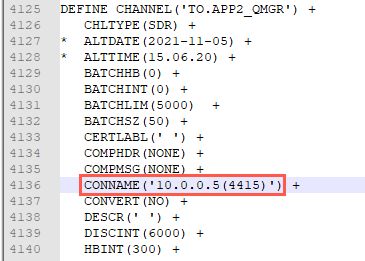 4125 DEFINE CHANNEL('TO.APP2_QMGR') +
4126 CHLTYPE(SDR) +
4127 * ALTDATE(2021-11-05) +
4128 * ALTTIME(15.06.20) +
4129 BATCHHB(0) +
4130 BATCHINT(0) +
4131 BATCHLIM(5000) +
4132 BATCHSZ(50) +
4133 CERTLABL(' ') +
4134 COMPHDR(NONE) +
4135 COMPMSG(NONE) +
4136 CONNAME('10.0.0.5(4415)') +
4137 CONVERT(NO) +
4138 DESCR(' ') +
4139 DISCINT(6000) +
4140 HBINT(300) +